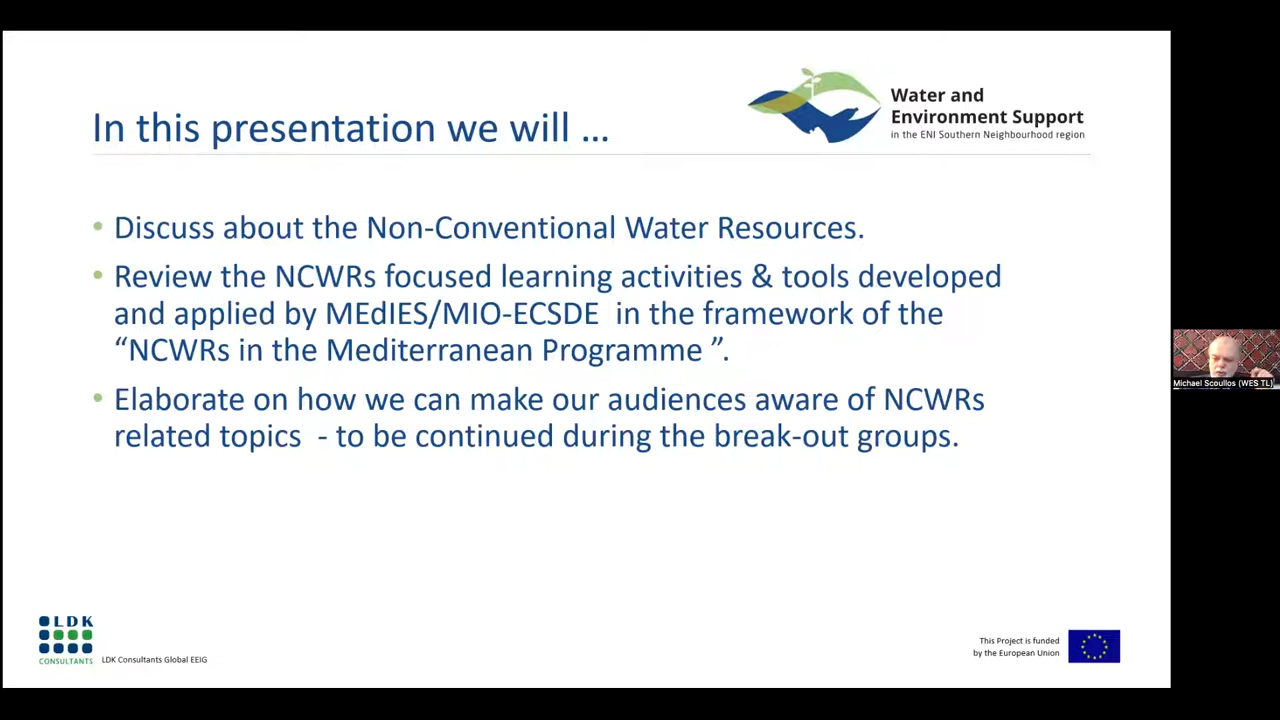 In this presentation we will ...
Water and
Environment Support
in the ENI Southern Neighbourhood region
• Discuss about the Non-Conventional Water Resources.
• Review the NCWRs focused learning activities & tools developed
and applied by MEdIES/MIO-ECSDE in the framework of the
“NCWRs in the Mediterranean Programme ”.
• Elaborate on how we can make our audiences aware of NCWRs
related topics - to be continued during the break-out groups.
Michael Scoullos (WES TL)
LDK
CONSULTANTS
LDK Consultants Global EEIG
This Project is funded
by the European Union